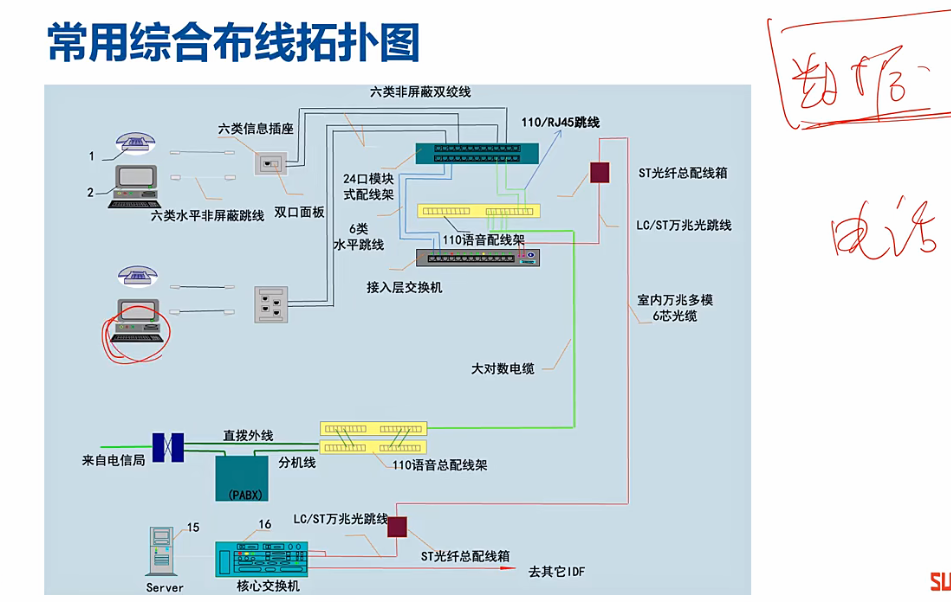 常用综合布线拓扑图
数据
电话
六类非屏蔽双绞线
六类信息插座
110/RJ45跳线
1
2
24口模块
式配线架
ST光纤总配线箱
六类水平非屏蔽跳线
双口面板
6类
水平跳线
110语音配线架
LC/ST万兆光跳线
接入层交换机
室内万兆多模
6芯光缆
大对数电缆
直拨外线
来自电信局
分机线
110语音总配线架
(PABX)
15
16
LC/ST万兆光跳线
ST光纤总配线箱
去其它IDF
Server
核心交换机
SU